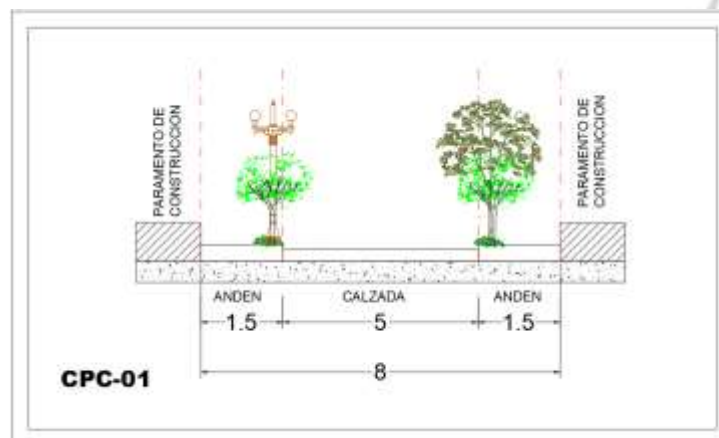 PARAMENTO DE
CONSTRUCCION
PARAMENTO DE
CONSTRUCCION
ANDEN
CALZADA
ANDEN
1.5
5
1.5
8
CPC-01